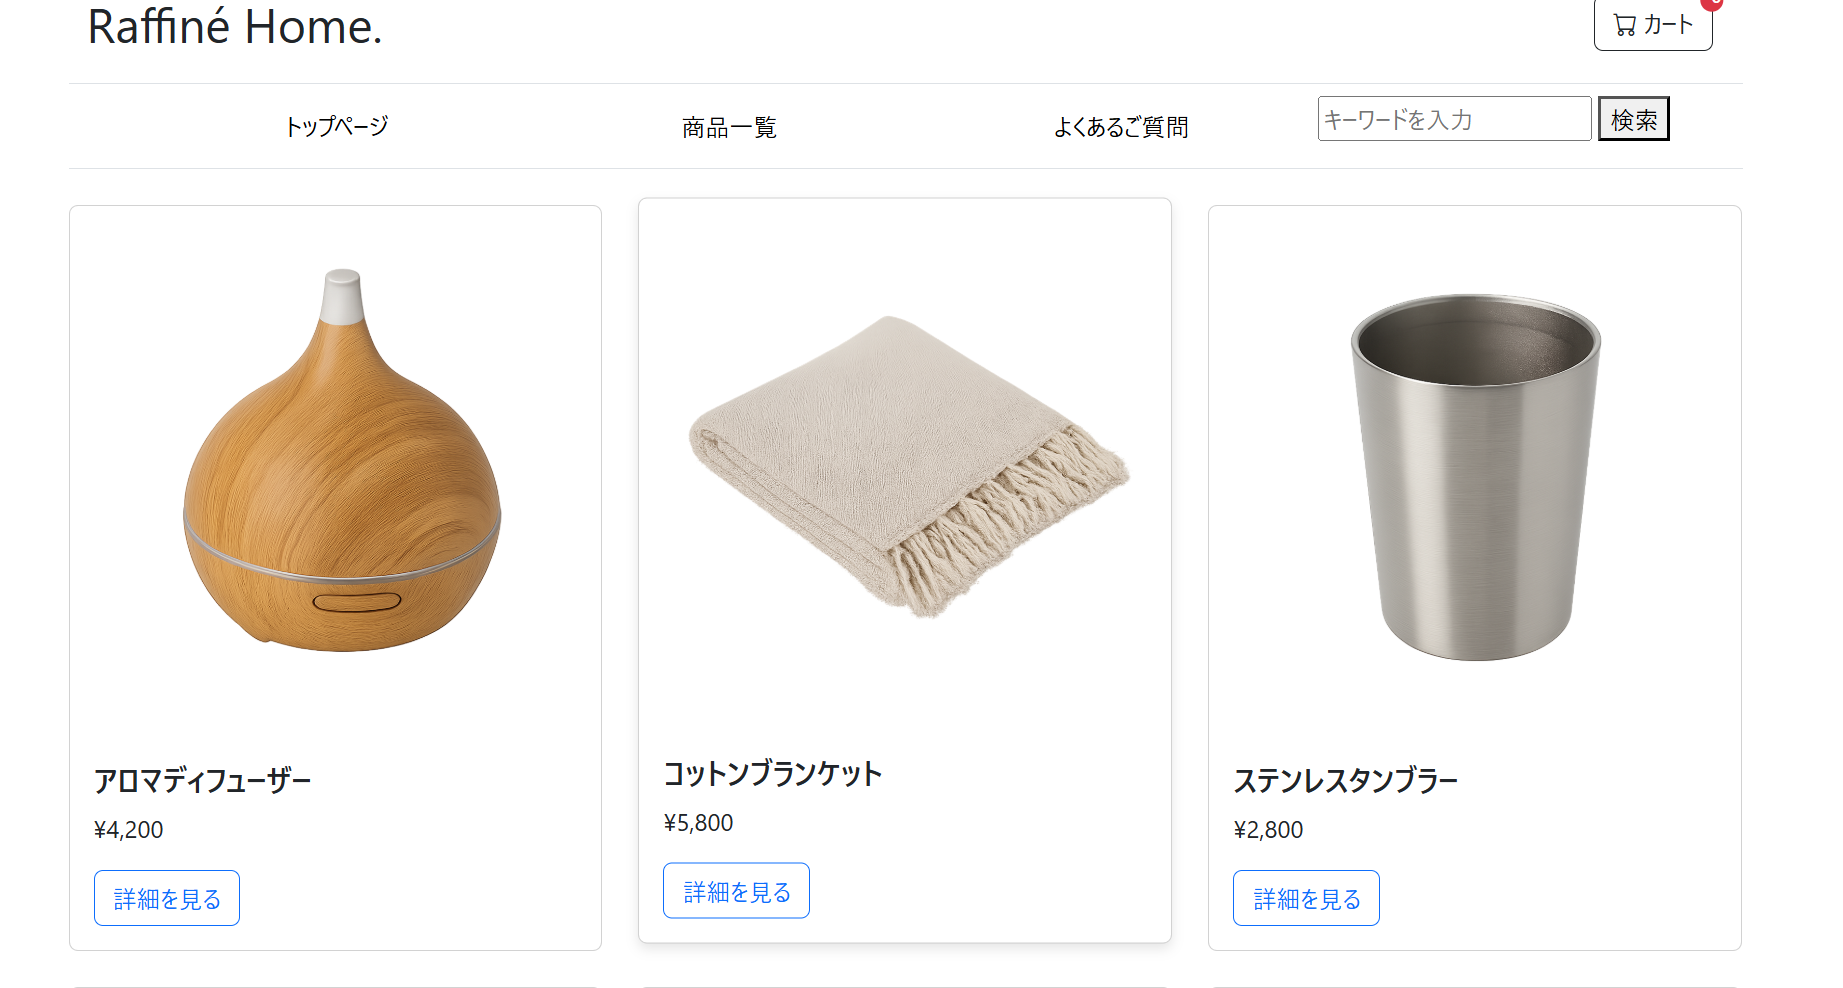 Raffiné Home.
カート
トップページ
商品一覧
よくあるご質問
キーワードを入力
検索
アロマディフューザー
¥4,200
詳細を見る
コットンブランケット
¥5,800
詳細を見る
ステンレスタンブラー
¥2,800
詳細を見る